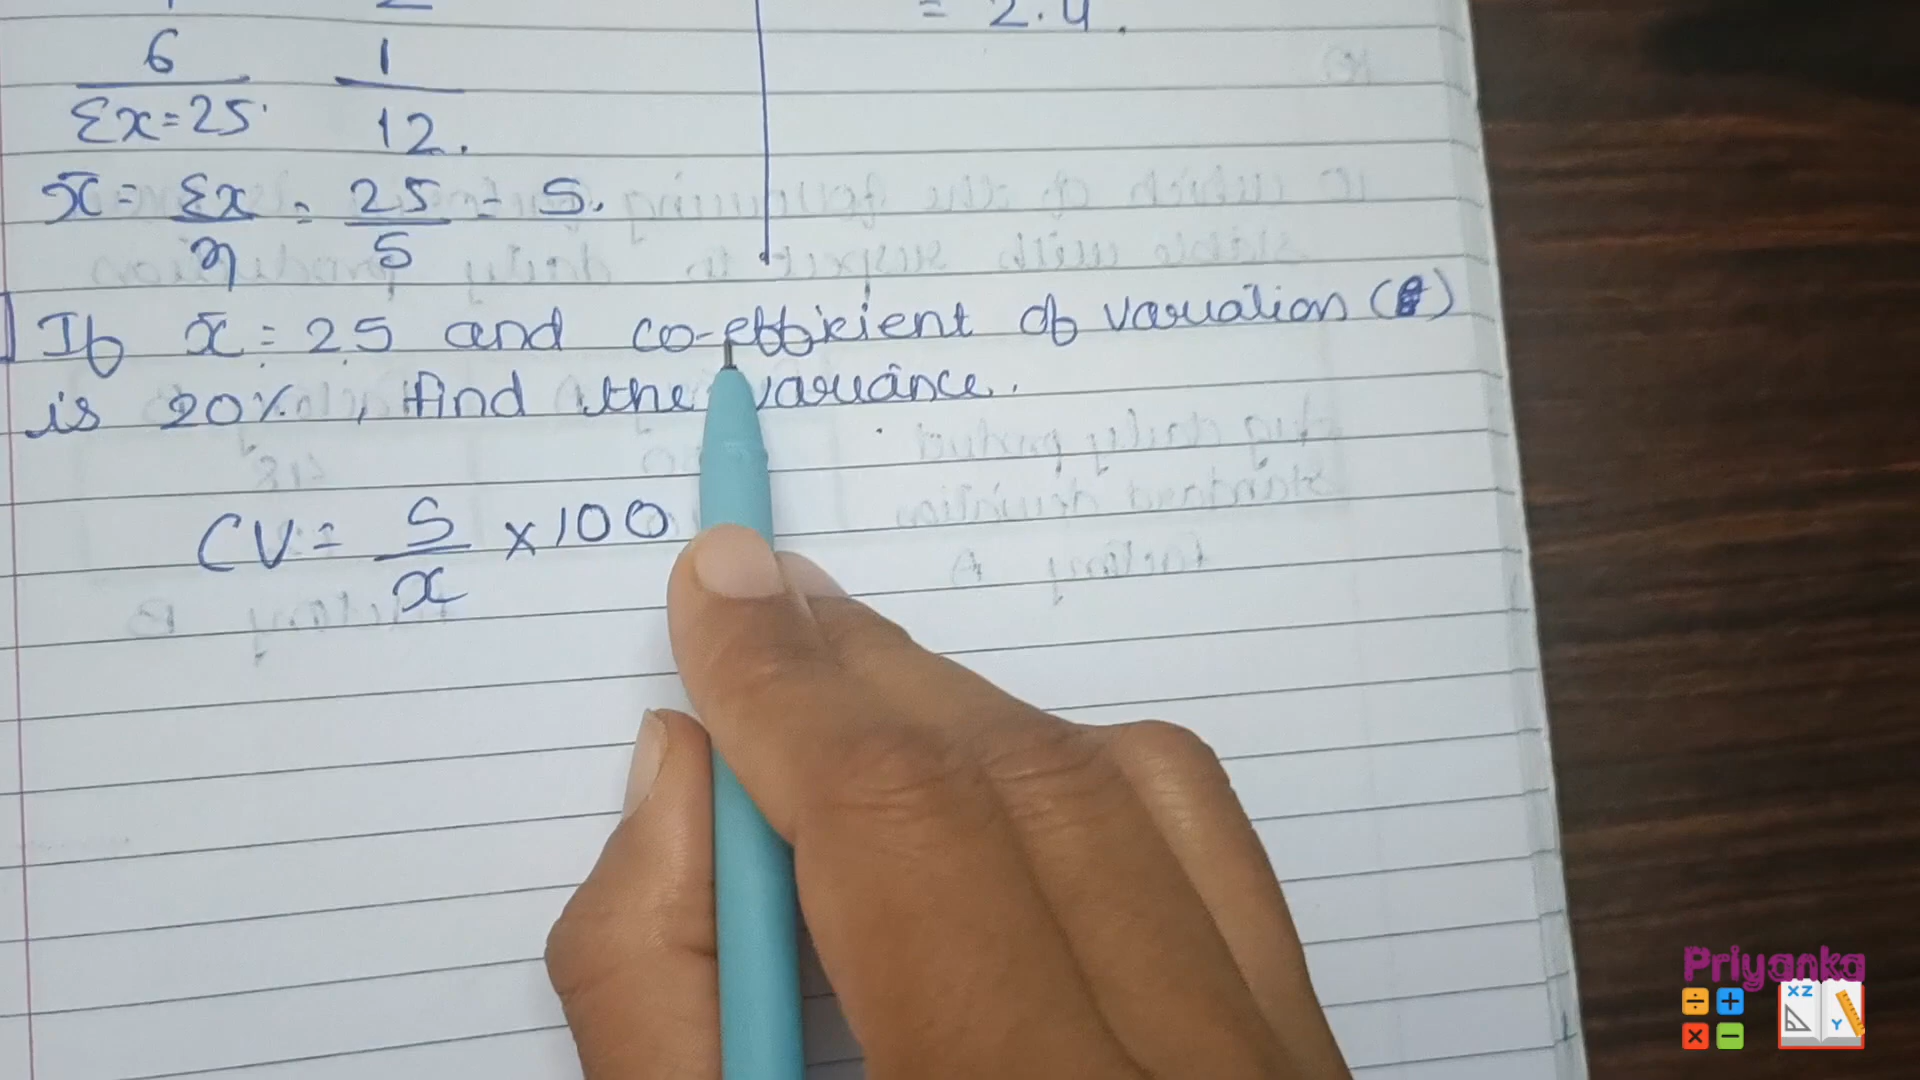 = 2.4.
6 1
Σx=25 12.
x̄ = Σx/n = 25/5 = 5.
If x̄ = 25 and co-efficient of variation ( )
is 20%, find the variance.
CV = S/x × 100
Priyanka
XZ
÷ +
Y
× −